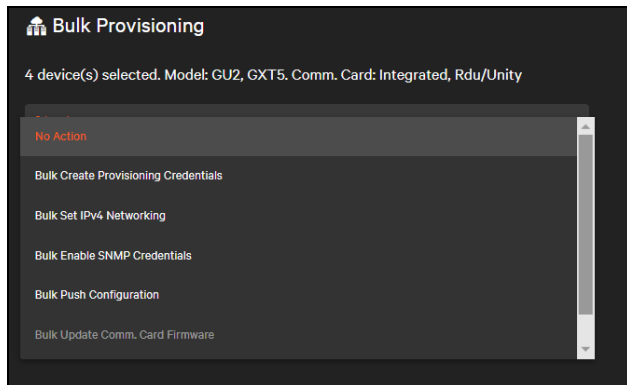 Bulk Provisioning
4 device(s) selected. Model: GU2, GXT5. Comm. Card: Integrated, Rdu/Unity
No Action
Bulk Create Provisioning Credentials
Bulk Set IPv4 Networking
Bulk Enable SNMP Credentials
Bulk Push Configuration
Bulk Update Comm. Card Firmware